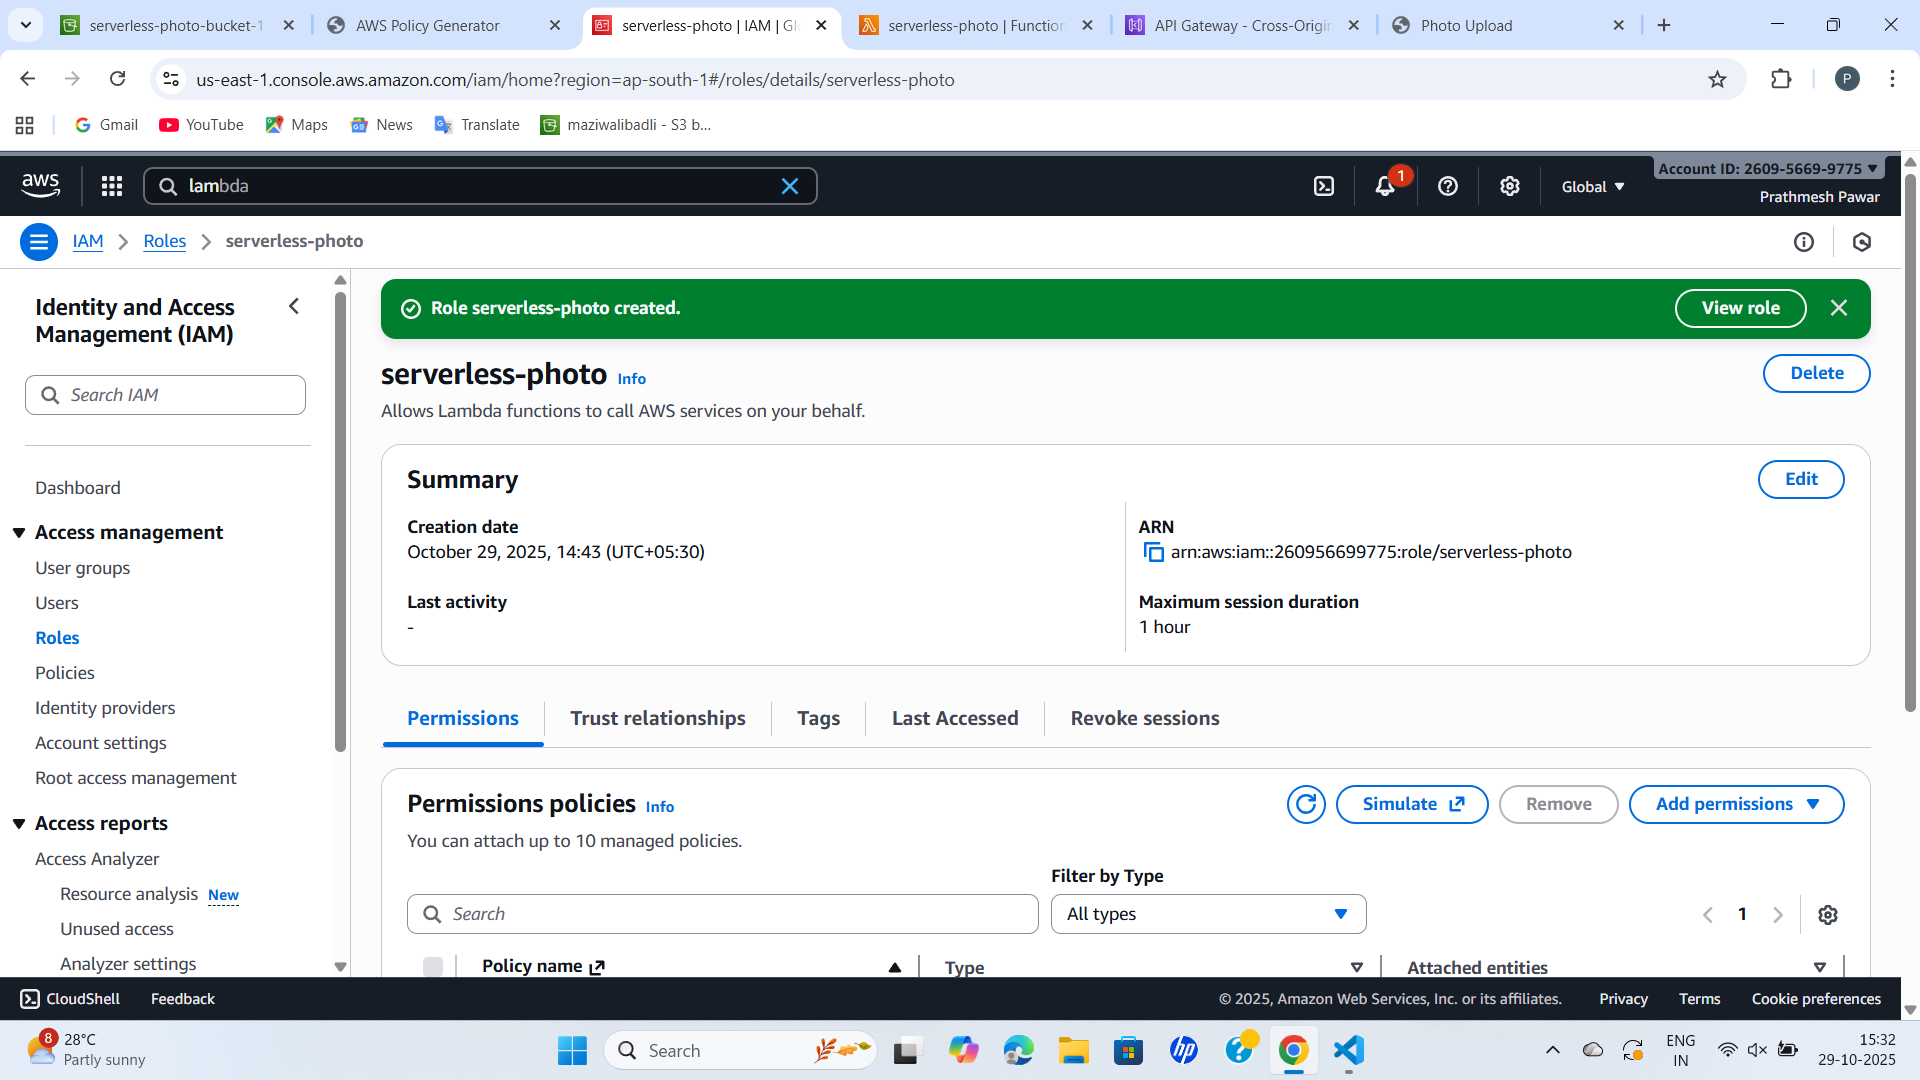 serverless-photo-bucket-1
AWS Policy Generator
serverless-photo | IAM | Glo
serverless-photo | Function
API Gateway - Cross-Origin
Photo Upload
us-east-1.console.aws.amazon.com/iam/home?region=ap-south-1#/roles/details/serverless-photo
P
Gmail
YouTube
Maps
News
Translate
maziwalibadli - S3 b...
aws
lambda
1
Global
Account ID: 2609-5669-9775
Prathmesh Pawar
IAM
Roles
serverless-photo
Identity and Access
Management (IAM)
Search IAM
Dashboard
Access management
User groups
Users
Roles
Policies
Identity providers
Account settings
Root access management
Access reports
Access Analyzer
Resource analysis New
Unused access
Analyzer settings
Role serverless-photo created.
View role
serverless-photo Info
Delete
Allows Lambda functions to call AWS services on your behalf.
Summary
Edit
Creation date
October 29, 2025, 14:43 (UTC+05:30)
ARN
arn:aws:iam::260956699775:role/serverless-photo
Last activity
-
Maximum session duration
1 hour
Permissions
Trust relationships
Tags
Last Accessed
Revoke sessions
Permissions policies Info
Simulate
Remove
Add permissions
You can attach up to 10 managed policies.
Filter by Type
Search
All types
1
Policy name
Type
Attached entities
CloudShell
Feedback
© 2025, Amazon Web Services, Inc. or its affiliates.
Privacy
Terms
Cookie preferences
8
28°C
Partly sunny
Search
hp
ENG
IN
15:32
29-10-2025